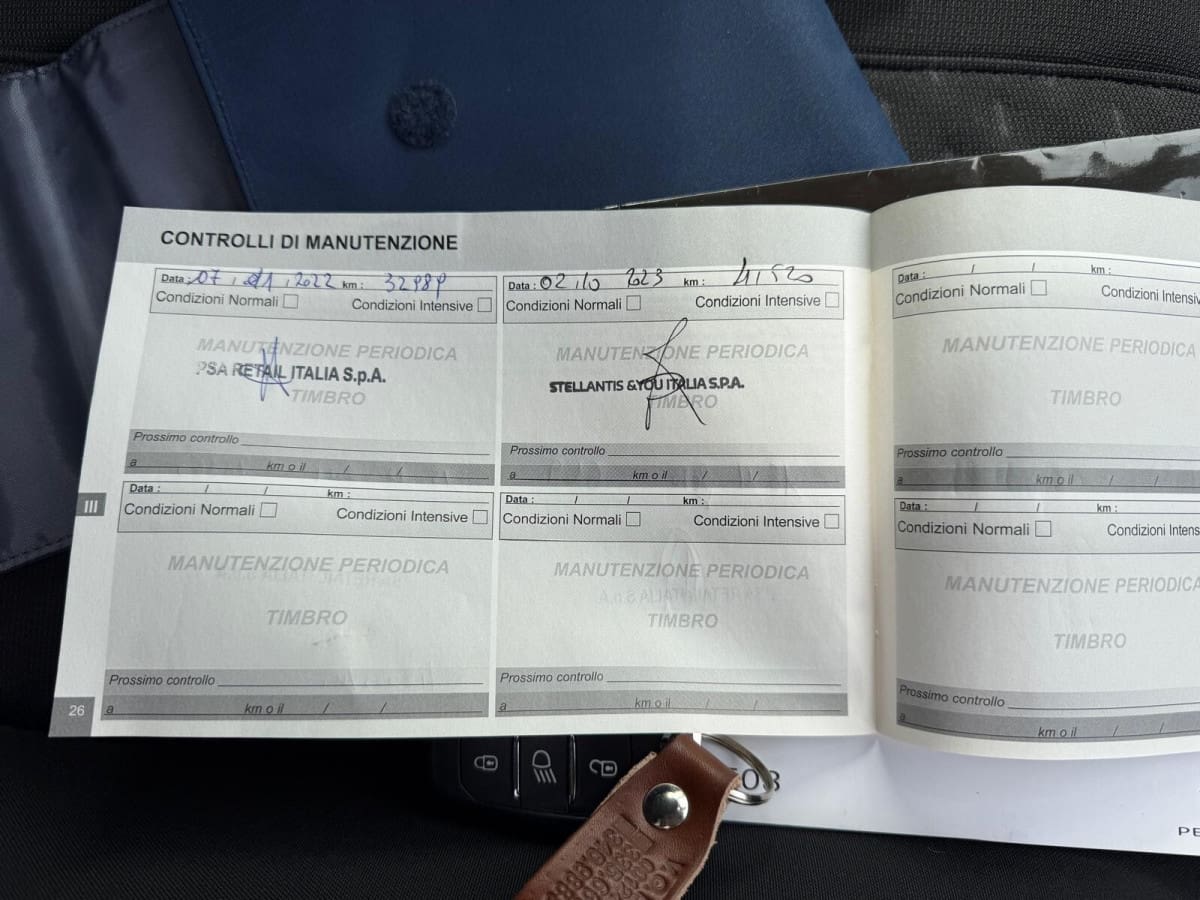 CONTROLLI DI MANUTENZIONE
Data : 07 / 01 / 2022 km :
Condizioni Normali Condizioni Intensive
MANUTENZIONE PERIODICA
PSA RETAIL ITALIA S.p.A.
TIMBRO
Prossimo controllo
a km o il / /
Data : 02 / 10 2023 km : 41,520
Condizioni Normali Condizioni Intensive
MANUTENZIONE PERIODICA
STELLANTIS &YOU ITALIA S.P.A.
TIMBRO
Prossimo controllo
a km o il / /
Data : / / km :
Condizioni Normali Condizioni
MANUTENZIONE PERIODICA
TIMBRO
Prossimo controllo
a km o il / /
III
Data : / / km :
Condizioni Normali Condizioni Intensive
MANUTENZIONE PERIODICA
TIMBRO
Prossimo controllo
a km o il / /
Data : / / km :
Condizioni Normali Condizioni Intensive
MANUTENZIONE PERIODICA
TIMBRO
Prossimo controllo
a km o il / /
Data : / / km :
Condizioni Normali Condizioni
MANUTENZIONE PERIODICA
TIMBRO
Prossimo controllo
a km o il / /
26